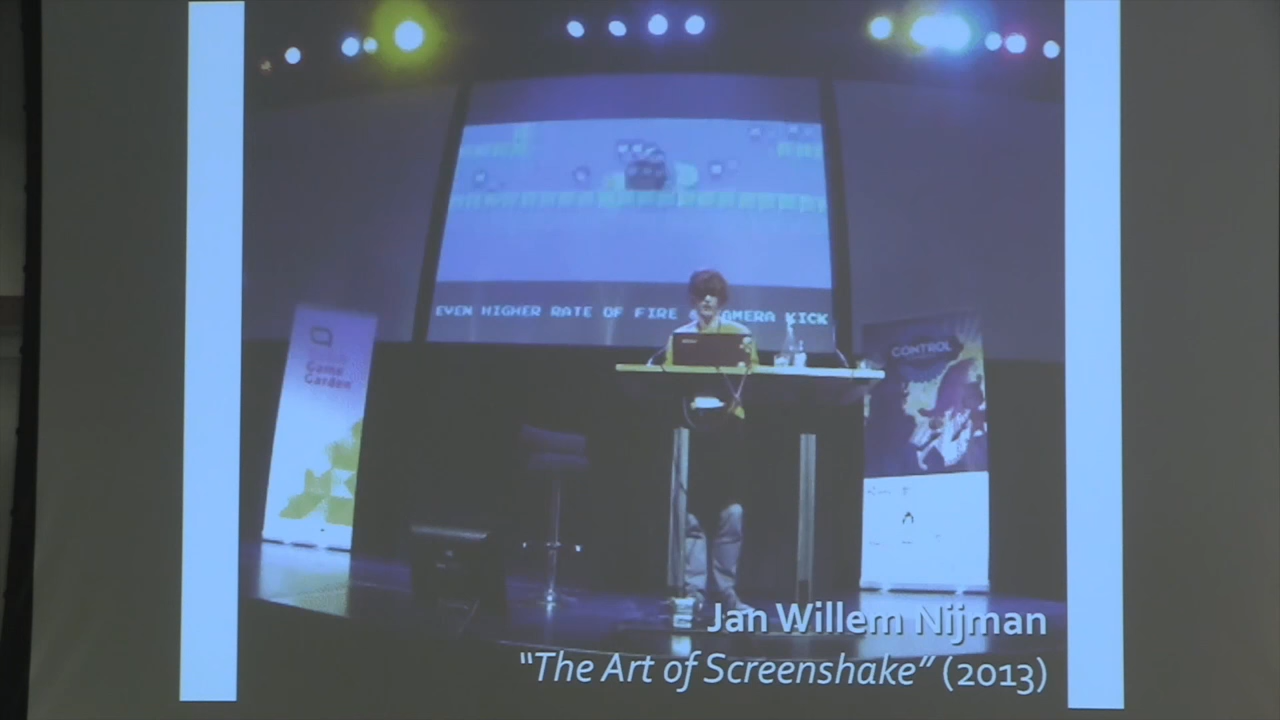 EVEN HIGHER RATE OF FIRE & CAMERA KICK
Game
Garden
CONTROL
Jan Willem Nijman
“The Art of Screenshake” (2013)